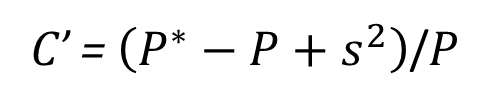 C’ = (P* − P + s²)/P